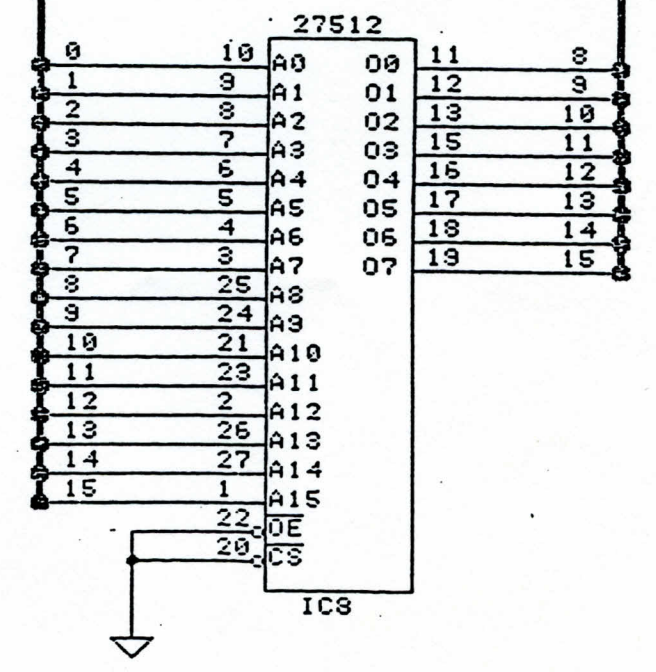 27512
0 10 A0 O0 11 8
1 9 A1 O1 12 9
2 8 A2 O2 13 10
3 7 A3 O3 15 11
4 6 A4 O4 16 12
5 5 A5 O5 17 13
6 4 A6 O6 18 14
7 3 A7 O7 19 15
8 25 A8
9 24 A9
10 21 A10
11 23 A11
12 2 A12
13 26 A13
14 27 A14
15 1 A15
22 OE
20 CS